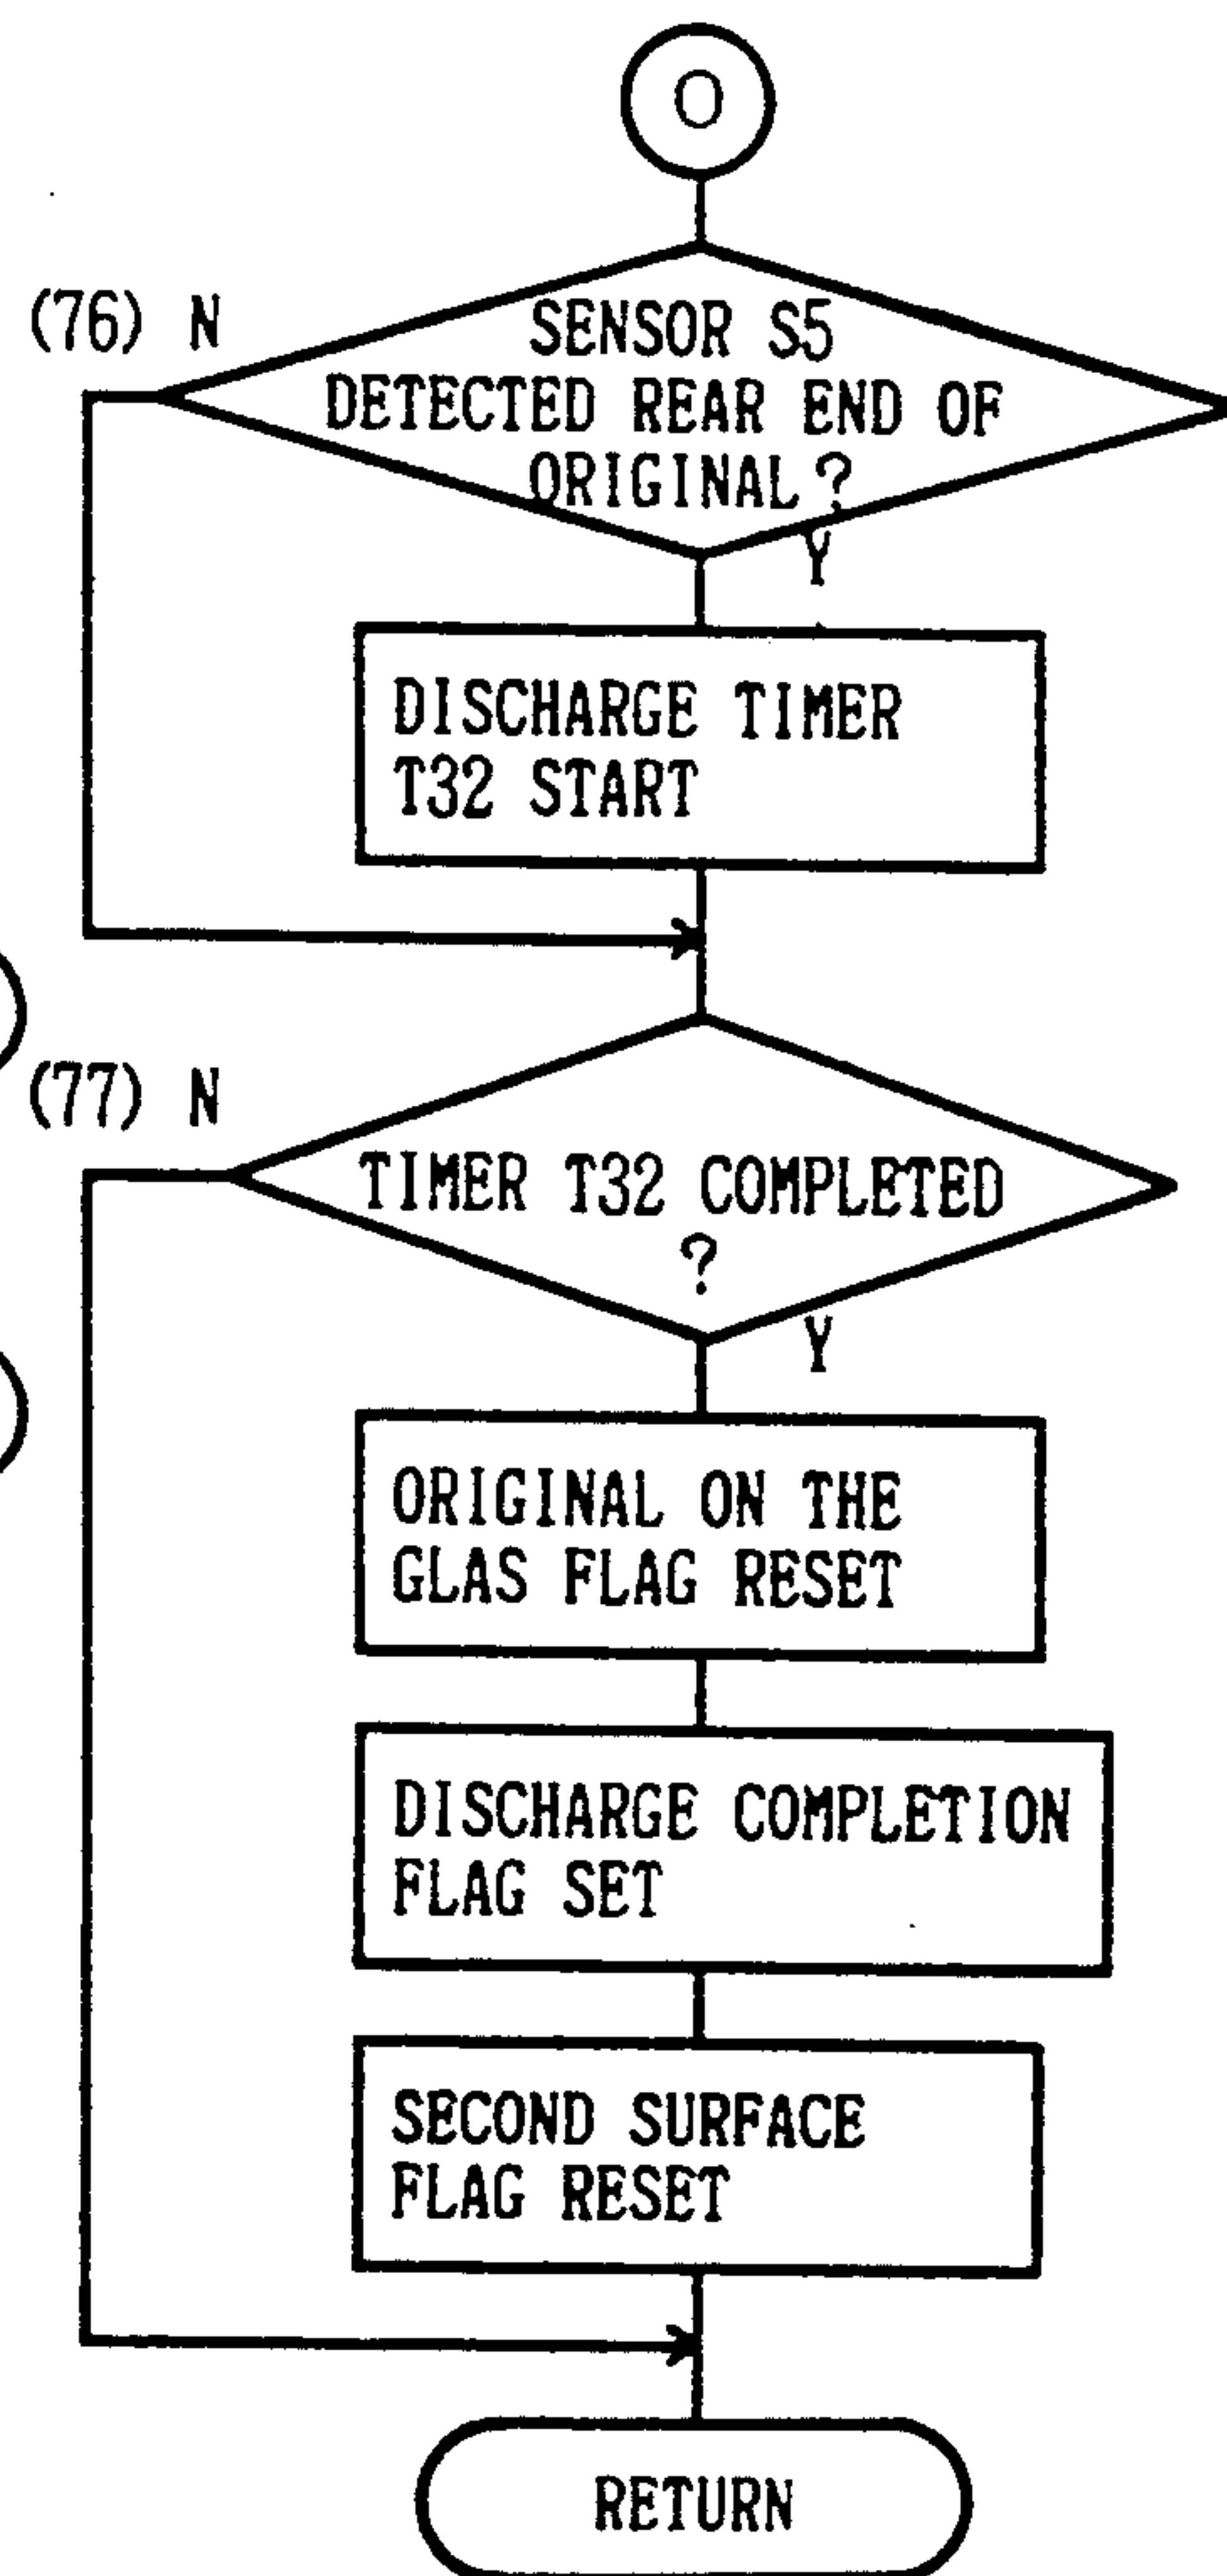 O
(76) N
SENSOR S5
DETECTED REAR END OF
ORIGINAL?
Y
DISCHARGE TIMER
T32 START
(77) N
TIMER T32 COMPLETED
?
Y
ORIGINAL ON THE
GLAS FLAG RESET
DISCHARGE COMPLETION
FLAG SET
SECOND SURFACE
FLAG RESET
RETURN